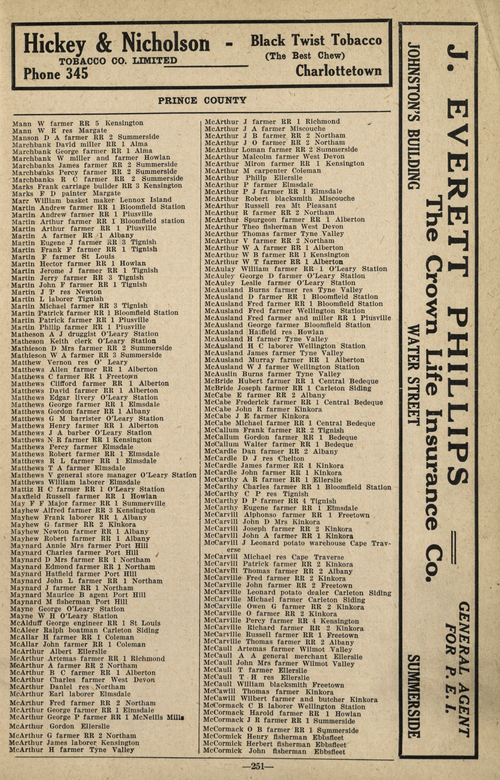 Hickey & Nicholson -
TOBACCO CO. LIMITED
Phone 345
Black Twist Tobacco
(The Best Chew)
Charlottetown
PRINCE COUNTY
Mann W farmer RR 5 Kensington
Mann W E res Margate
Manson D A farmer RR 2 Summerside
Marchbank David miller RR 1 Alma
Marchbank George farmer RR 1 Alma
Marchbank W miller and farmer Howlan
Marchbanks James farmer RR 2 Summerside
Marchbanks Percy farmer RR 2 Summerside
Marchbanks R C farmer RR 2 Summerside
Marks Frank carriage builder RR 3 Kensington
Marks F D painter Margate
Marr William basket maker Lennox Island
Martin Andrew farmer RR 1 Bloomfield Station
Martin Andrew farmer RR 1 Piusville
Martin Arthur farmer RR 1 Bloomfield station
Martin Arthur farmer RR 1 Piusville
Martin A farmer RR 1 Albany
Martin Eugene J farmer RR 3 Tignish
Martin Frank F farmer RR 1 Tignish
Martin F farmer St Louis
Martin Hector farmer RR 1 Howlan
Martin Jerome J farmer RR 1 Tignish
Martin Jerry farmer RR 3 Tignish
Martin John F farmer RR 1 Tignish
Martin J P res Newton
Martin L laborer Tignish
Martin Michael farmer RR 3 Tignish
Martin Patrick farmer RR 1 Bloomfield Station
Martin Patrick farmer RR 1 Piusville
Martin Philip farmer RR 1 Piusville
Matheson A J druggist O'Leary Station
Matheson Keith clerk O'Leary Station
Mathieson D Mrs farmer RR 2 Summerside
Mathieson W A farmer RR 3 Summerside
Matthew Vernon res O' Leary
Matthews Allen farmer RR 1 Alberton
Matthews C farmer RR 1 Freetown
Matthews Clifford farmer RR 1 Alberton
Matthews David farmer RR 1 Alberton
Matthews Edgar livery O'Leary Station
Matthews George farmer RR 1 Elmsdale
Matthews Gordon farmer RR 1 Albany
Matthews G M barrister O'Leary Station
Matthews Henry farmer RR 1 Alberton
Matthews J A barber O'Leary Station
Matthews N R farmer RR 1 Kensington
Matthews Percy farmer Elmsdale
Matthews Robert farmer RR 1 Elmsdale
Matthews R L farmer RR 1 Elmsdale
Matthews T A farmer Elmsdale
Matthews V general store manager O'Leary Station
Matthews William laborer Elmsdale
Mattit H C farmer RR 1 O'Leary Station
Maxfield Russell farmer RR 1 Howlan
May F F Major farmer RR 1 Summerville
Mayhew Alfred farmer RR 3 Kensington
Mayhew Frank laborer RR 1 Albany
Mayhew G farmer RR 2 Kinkora
Mayhew Newton farmer RR 1 Albany
Mayhew Robert farmer RR 1 Albany
Maynard Annie Mrs farmer Port Hill
Maynard Charles farmer Port Hill
Maynard D Mrs farmer RR 1 Northam
Maynard Edmond farmer RR 1 Northam
Maynard Hatfield farmer Port Hill
Maynard John L farmer RR 1 Northam
Maynard J farmer RR 1 Northam
Maynard Maurice B agent Port Hill
Maynard M fisherman Port Hill
Mayne George O'Leary Station
Mayne W H O'Leary Station
McAlduff George engineer RR 1 St Louis
McAleer Ralph boatman Carleton Siding
McAllar H farmer RR 1 Coleman
McAllar John farmer RR 1 Coleman
McArthur Albert Ellerslie
McArthur Artemas farmer RR 1 Richmond
McArthur A farmer RR 2 Northam
McArthur B C farmer RR 1 Alberton
McArthur Charles farmer West Devon
McArthur Daniel res Northam
McArthur Earl laborer Elmsdale
McArthur Fred farmer RR 2 Northam
McArthur George farmer RR 1 Elmsdale
McArthur George P farmer RR 1 McNeills Mills
McArthur Gordon Ellerslie
McArthur G farmer RR 2 Northam
McArthur James laborer Kensington
McArthur H farmer Tyne Valley
McArthur J farmer RR 1 Richmond
McArthur J A farmer Miscouche
McArthur J B farmer RR 2 Northam
McArthur J O farmer RR 2 Northam
McArthur Loman farmer RR 2 Summerside
McArthur Malcolm farmer West Devon
McArthur Miron farmer RR 1 Kensington
McArthur M carpenter Coleman
McArthur Philip Ellerslie
McArthur P farmer Elmsdale
McArthur P J farmer RR 1 Elmsdale
McArthur Robert blacksmith Miscouche
McArthur Russell res Mt Pleasant
McArthur R farmer RR 2 Northam
McArthur Spurgeon farmer RR 1 Alberton
McArthur Theo fisherman West Devon
McArthur Thomas farmer Tyne Valley
McArthur V farmer RR 2 Northam
McArthur W A farmer RR 1 Alberton
McArthur W B farmer RR 1 Kensington
McArthur W T farmer RR 1 Alberton
McAulay William farmer RR 1 O'Leary Station
McAuley George D farmer O'Leary Station
McAuley Leslie farmer O'Leary Station
McAusland Burns farmer res Tyne Valley
McAusland D farmer RR 1 Bloomfield Station
McAusland Fred farmer RR 1 Bloomfield Station
McAusland Fred farmer Wellington Station
McAusland Fred farmer and miller RR 1 Piusville
McAusland George farmer Bloomfield Station
McAusland Haifield res Howlan
McAusland H farmer Tyne Valley
McAusland H C laborer Wellington Station
McAusland James farmer Tyne Valley
McAusland Murray farmer RR 1 Alberton
McAusland W J farmer Wellington Station
McAuslin Burns farmer Tyne Valley
McBride Hubert farmer RR 1 Central Bedeque
McBride Joseph farmer RR 1 Carleton Siding
McCabe E farmer RR 2 Albany
McCabe Frederick farmer RR 1 Central Bedeque
McCabe John R farmer Kinkora
McCabe J E farmer Kinkora
McCabe Michael farmer RR 1 Central Bedeque
McCallum Frank farmer RR 2 Tignish
McCallum Gordon farmer RR 1 Bedeque
McCallum Walter farmer RR 1 Bedeque
McCardle Dan farmer RR 2 Albany
McCardle D J res Chelton
McCardle James farmer RR 1 Kinkora
McCardle John farmer RR 1 Kinkora
McCarthy A R farmer RR 1 Ellerslie
McCarthy Charles farmer RR 1 Bloomfield Station
McCarthy C P res Tignish
McCarthy D P farmer RR 4 Tignish
McCarthy Eugene farmer RR 1 Elmsdale
McCarvill Alphonso farmer RR 1 Freetown
McCarvill John D Mrs Kinkora
McCarvill Joseph farmer RR 2 Kinkora
McCarvill John A farmer RR 1 Kinkora
McCarvill J Leonard potato warehouse Cape Trav-
erse
McCarvill Michael res Cape Traverse
McCarvill Patrick farmer RR 2 Kinkora
McCarvill Thomas farmer RR 2 Albany
McCarville Fred farmer RR 2 Kinkora
McCarville John farmer RR 2 Freetown
McCarville Leonard potato dealer Carleton Siding
McCarville Michael farmer Carleton Siding
McCarville Owen G farmer RR 2 Kinkora
McCarville O farmer RR 2 Kinkora
McCarville Percy farmer RR 4 Kensington
McCarville Richard farmer RR 2 Kinkora
McCarville Russell farmer RR 1 Freetown
McCarville Thomas farmer RR 2 Albany
McCaull Artemas farmer Wilmot Valley
McCaull A A general merchant Ellerslie
McCaull John Mrs farmer Wilmot Valley
McCaull T farmer Ellerslie
McCaull T H res Ellerslie
McCaull William blacksmith Freetown
McCawill Thomas farmer Kinkora
McCawill Wilbert farmer and butcher Kinkora
McCormack C B laborer Wellington Station
McCormack Harold farmer RR 1 Howlan
McCormack J R farmer RR 1 Summerside
McCormack O B farmer RR 1 Summerside
McCormick Henry fisherman Ebbsfleet
McCormick Herbert fisherman Ebbsfleet
McCormick John fisherman Ebbsfleet
—251—
J. EVERETT PHILLIPS =
The Crown Life Insurance Co.
JOHNSTON'S BUILDING
WATER STREET
GENERAL AGENT
FOR P. E. I.
SUMMERSIDE